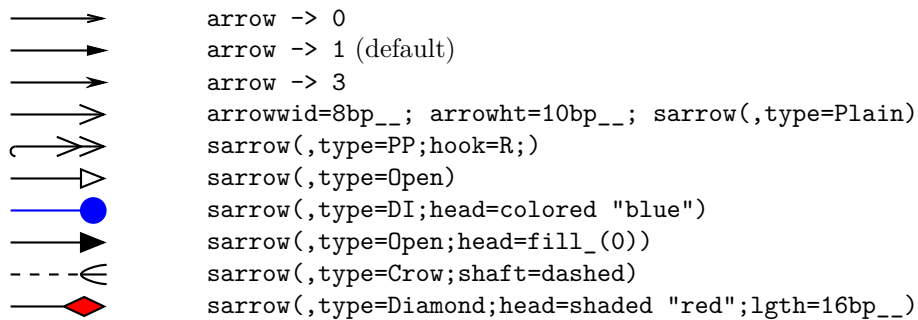 arrow -> 0
arrow -> 1 (default)
arrow -> 3
arrowwid=8bp__; arrowht=10bp__; sarrow(,type=Plain)
sarrow(,type=PP;hook=R;)
sarrow(,type=Open)
sarrow(,type=DI;head=colored "blue")
sarrow(,type=Open;head=fill_(0))
sarrow(,type=Crow;shaft=dashed)
sarrow(,type=Diamond;head=shaded "red";lgth=16bp__)